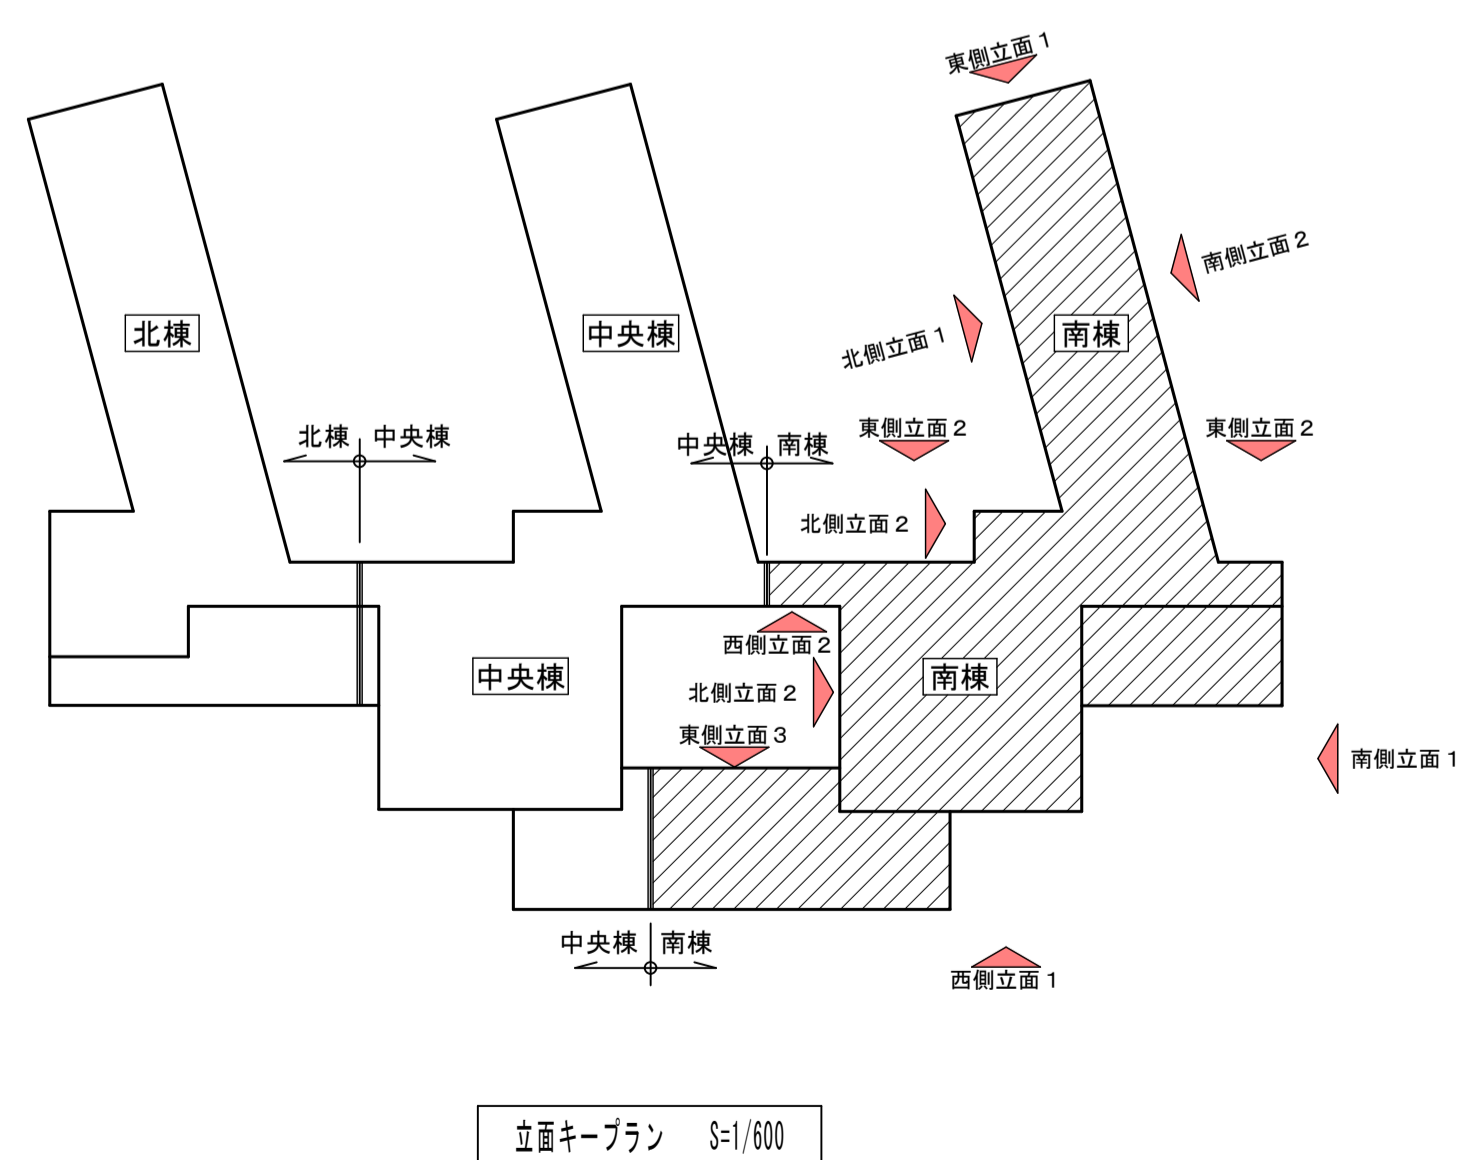 東側立面１
南側立面２
北棟
中央棟
南棟
北側立面１
北棟 中央棟
中央棟 南棟
東側立面２
東側立面２
北側立面２
西側立面２
中央棟
北側立面２
南棟
東側立面３
南側立面１
中央棟 南棟
西側立面１
立面キープラン S=1/600